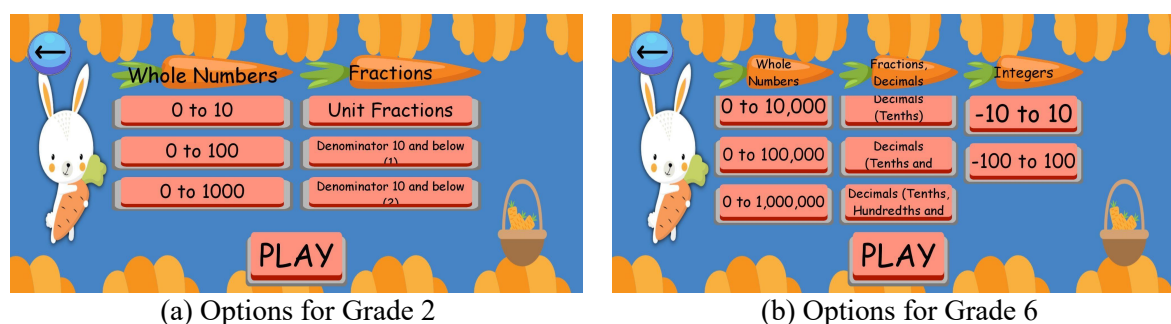 Whole Numbers
Fractions
0 to 10
Unit Fractions
0 to 100
Denominator 10 and below
(1)
0 to 1000
Denominator 10 and below
(2)
PLAY
(a) Options for Grade 2
Whole
Numbers
Fractions,
Decimals
Integers
0 to 10,000
Decimals
(Tenths)
-10 to 10
0 to 100,000
Decimals
(Tenths and
-100 to 100
0 to 1,000,000
Decimals (Tenths,
Hundredths and
PLAY
(b) Options for Grade 6